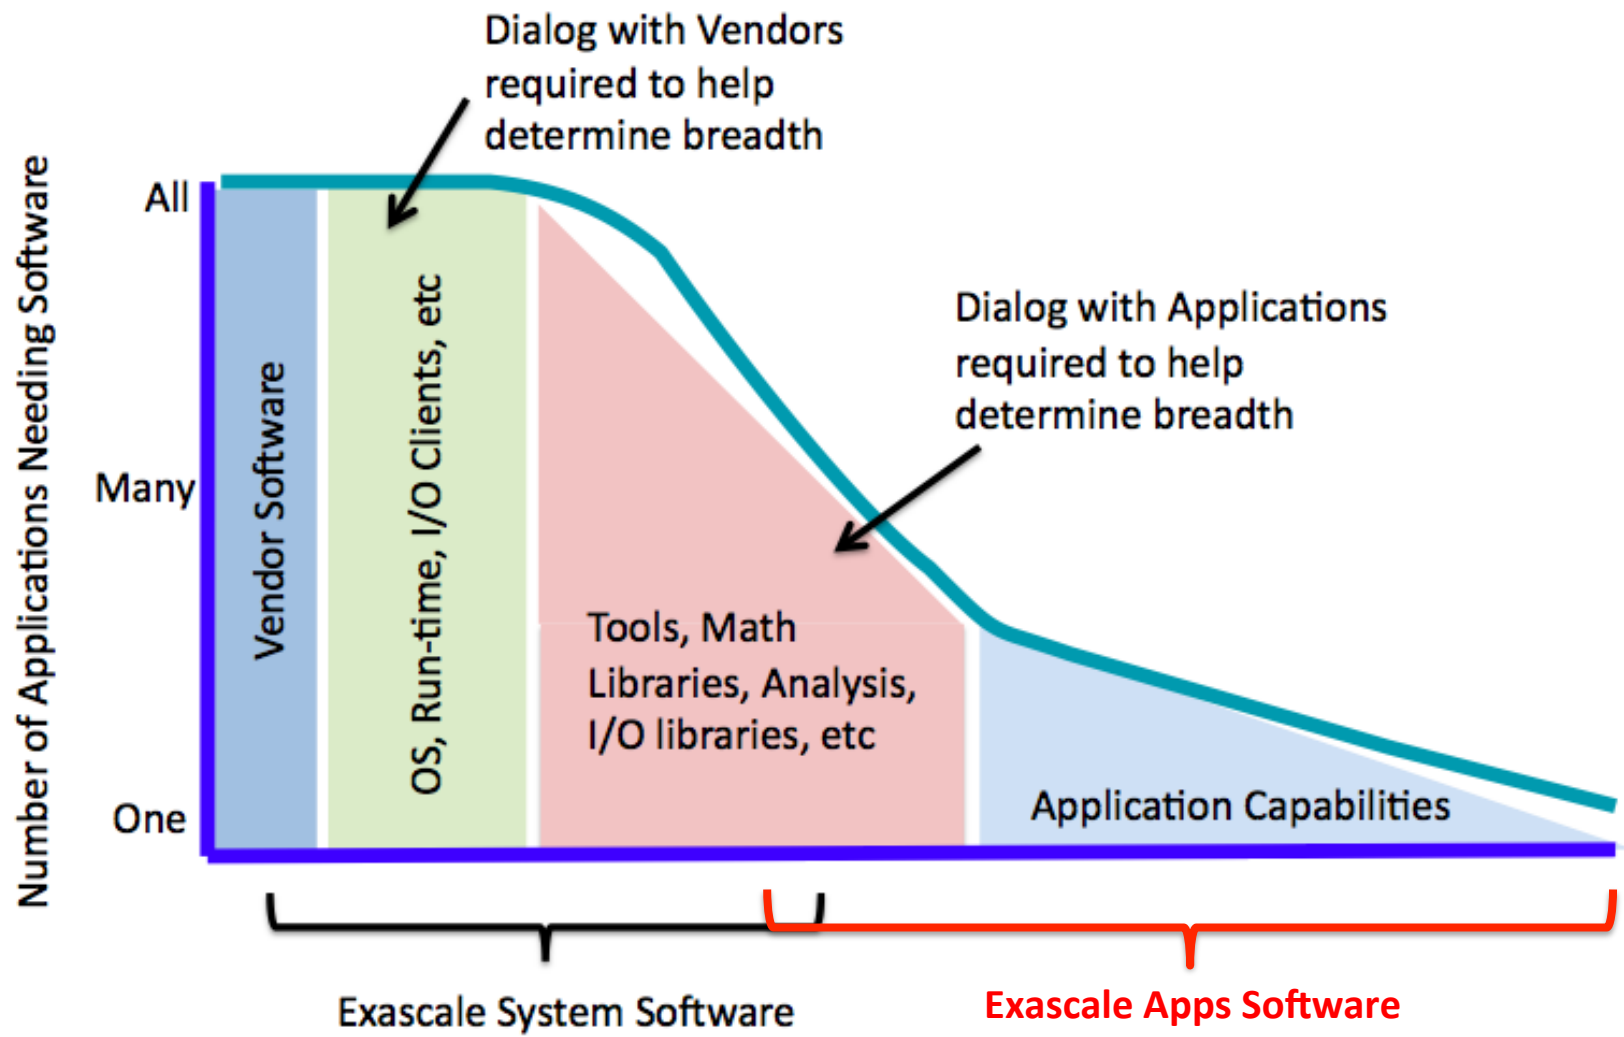 Dialog with Vendors
required to help
determine breadth
Number of Applications Needing Software
All
Many
One
Vendor Software
OS, Run-time, I/O Clients, etc
Dialog with Applications
required to help
determine breadth
Tools, Math
Libraries, Analysis,
I/O libraries, etc
Application Capabilities
Exascale System Software
Exascale Apps Software